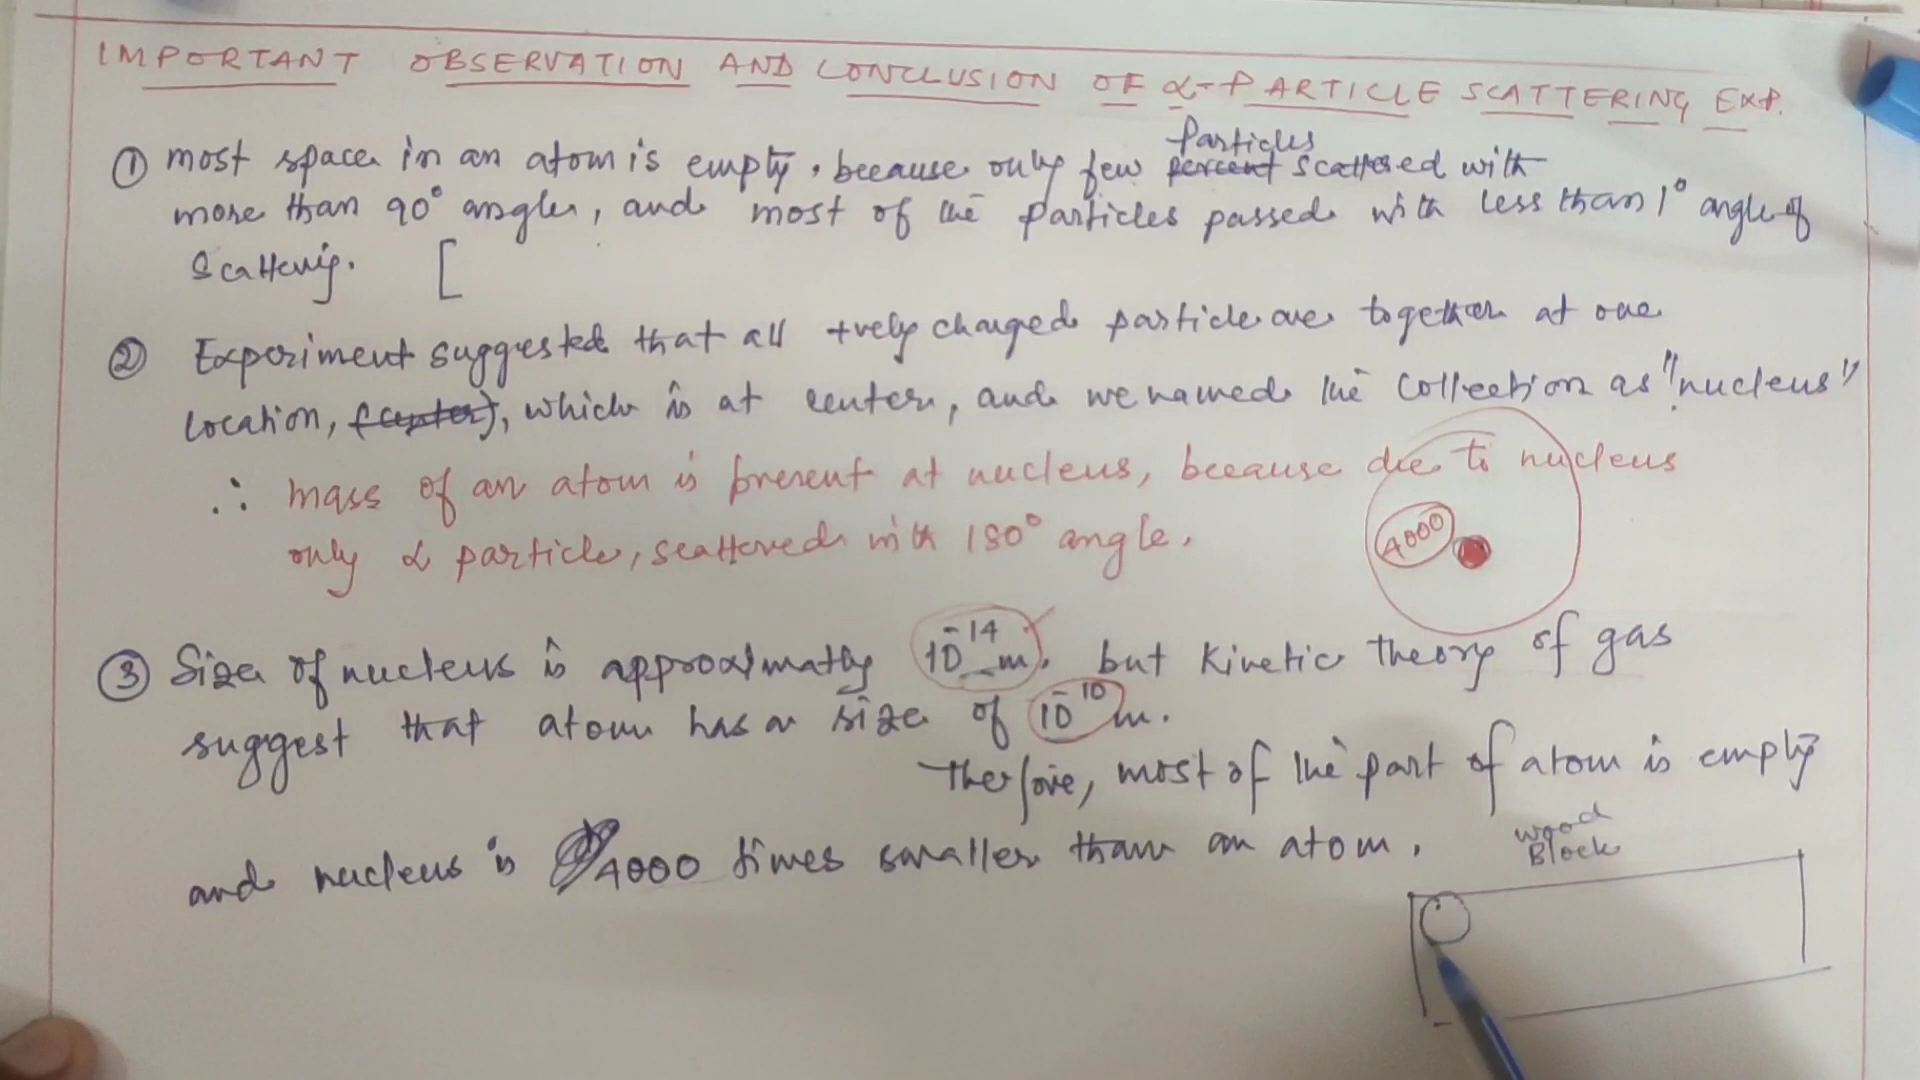 IMPORTANT OBSERVATION AND CONCLUSION OF α-PARTICLE SCATTERING EXP.
Particles
① most space in an atom is empty, because only few percent scattered with
more than 90° angle, and most of the particles passed with less than 1° angle of
Scattering. [
② Experiment suggested that all +vely charged particle are together at one
location, (center), which is at center, and we named the collection as "nucleus"
∴ mass of an atom is present at nucleus, because due to nucleus
only α particle, scattered with 180° angle.
4000
③ Size of nucleus is approximatly 10⁻¹⁴ m, but Kinetic theory of gas
suggest that atom has a size of 10⁻¹⁰ m.
Therfore, most of the part of atom is empty
and nucleus is 4000 times smaller than an atom.
wood
Block